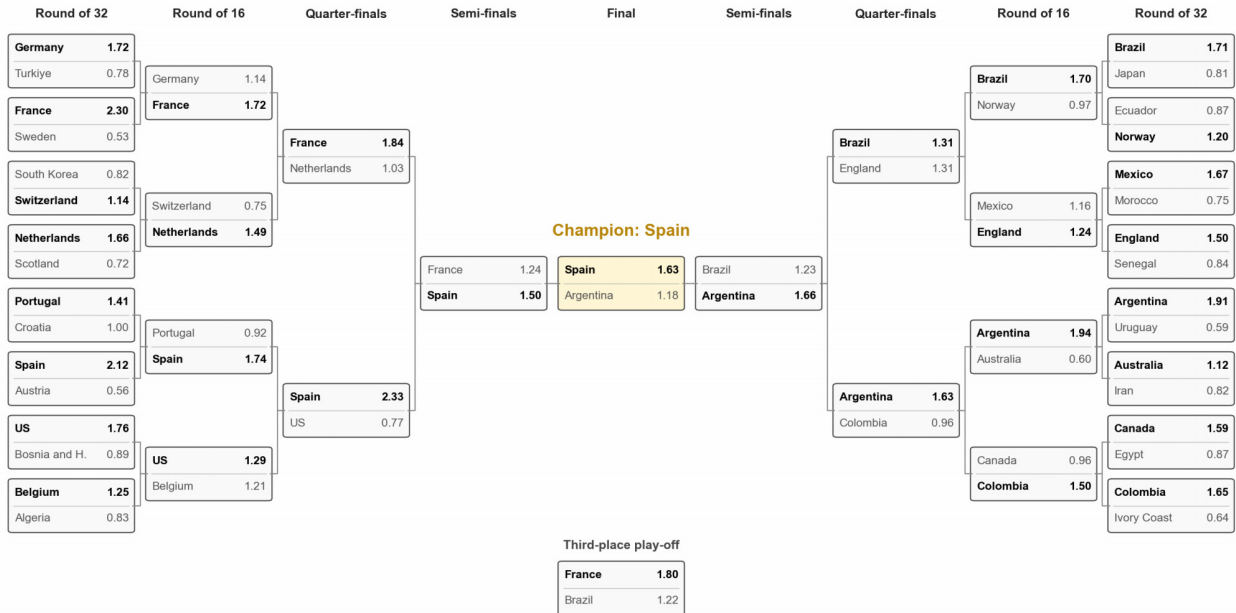 Round of 32 Round of 16 Quarter-finals Semi-finals Final Semi-finals Quarter-finals Round of 16 Round of 32
Germany 1.72
Turkiye 0.78
France 2.30
Sweden 0.53
South Korea 0.82
Switzerland 1.14
Netherlands 1.66
Scotland 0.72
Portugal 1.41
Croatia 1.00
Spain 2.12
Austria 0.56
US 1.76
Bosnia and H. 0.89
Belgium 1.25
Algeria 0.83
Germany 1.14
France 1.72
Switzerland 0.75
Netherlands 1.49
Portugal 0.92
Spain 1.74
US 1.29
Belgium 1.21
France 1.84
Netherlands 1.03
Spain 2.33
US 0.77
France 1.24
Spain 1.50
Champion: Spain
Spain 1.63
Argentina 1.18
Third-place play-off
France 1.80
Brazil 1.22
Brazil 1.23
Argentina 1.66
Brazil 1.31
England 1.31
Argentina 1.63
Colombia 0.96
Brazil 1.70
Norway 0.97
Mexico 1.16
England 1.24
Argentina 1.94
Australia 0.60
Canada 0.96
Colombia 1.50
Brazil 1.71
Japan 0.81
Ecuador 0.87
Norway 1.20
Mexico 1.67
Morocco 0.75
England 1.50
Senegal 0.84
Argentina 1.91
Uruguay 0.59
Australia 1.12
Iran 0.82
Canada 1.59
Egypt 0.87
Colombia 1.65
Ivory Coast 0.64